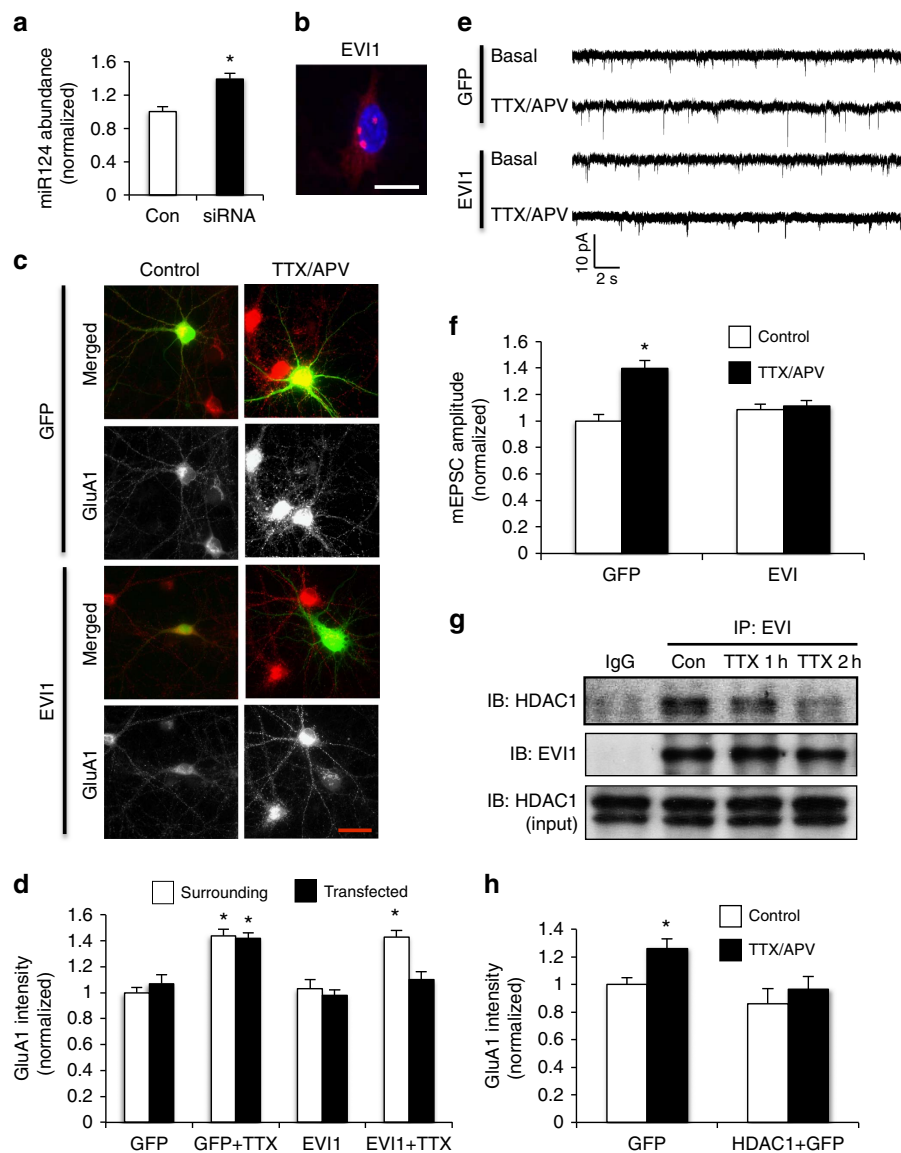 a
miR124 abundance
(normalized)
1.6
1.2
0.8
0.4
0
*
Con
siRNA
b
EVI1
c
Control
TTX/APV
GFP
Merged
GluA1
EVI1
Merged
GluA1
d
Surrounding
Transfected
GluA1 intensity
(normalized)
1.6
1.4
1.2
1
0.8
0.6
0.4
0.2
0
*
*
*
GFP
GFP+TTX
EVI1
EVI1+TTX
e
GFP
Basal
TTX/APV
EVI1
Basal
TTX/APV
10 pA
2 s
f
Control
TTX/APV
mEPSC amplitude
(normalized)
1.6
1.4
1.2
1
0.8
0.6
0.4
0.2
0
*
GFP
EVI
g
IP: EVI
IgG
Con
TTX 1 h
TTX 2 h
IB: HDAC1
IB: EVI1
IB: HDAC1
(input)
h
Control
TTX/APV
GluA1 intensity
(normalized)
1.4
1.2
1
0.8
0.6
0.4
0.2
0
*
GFP
HDAC1+GFP